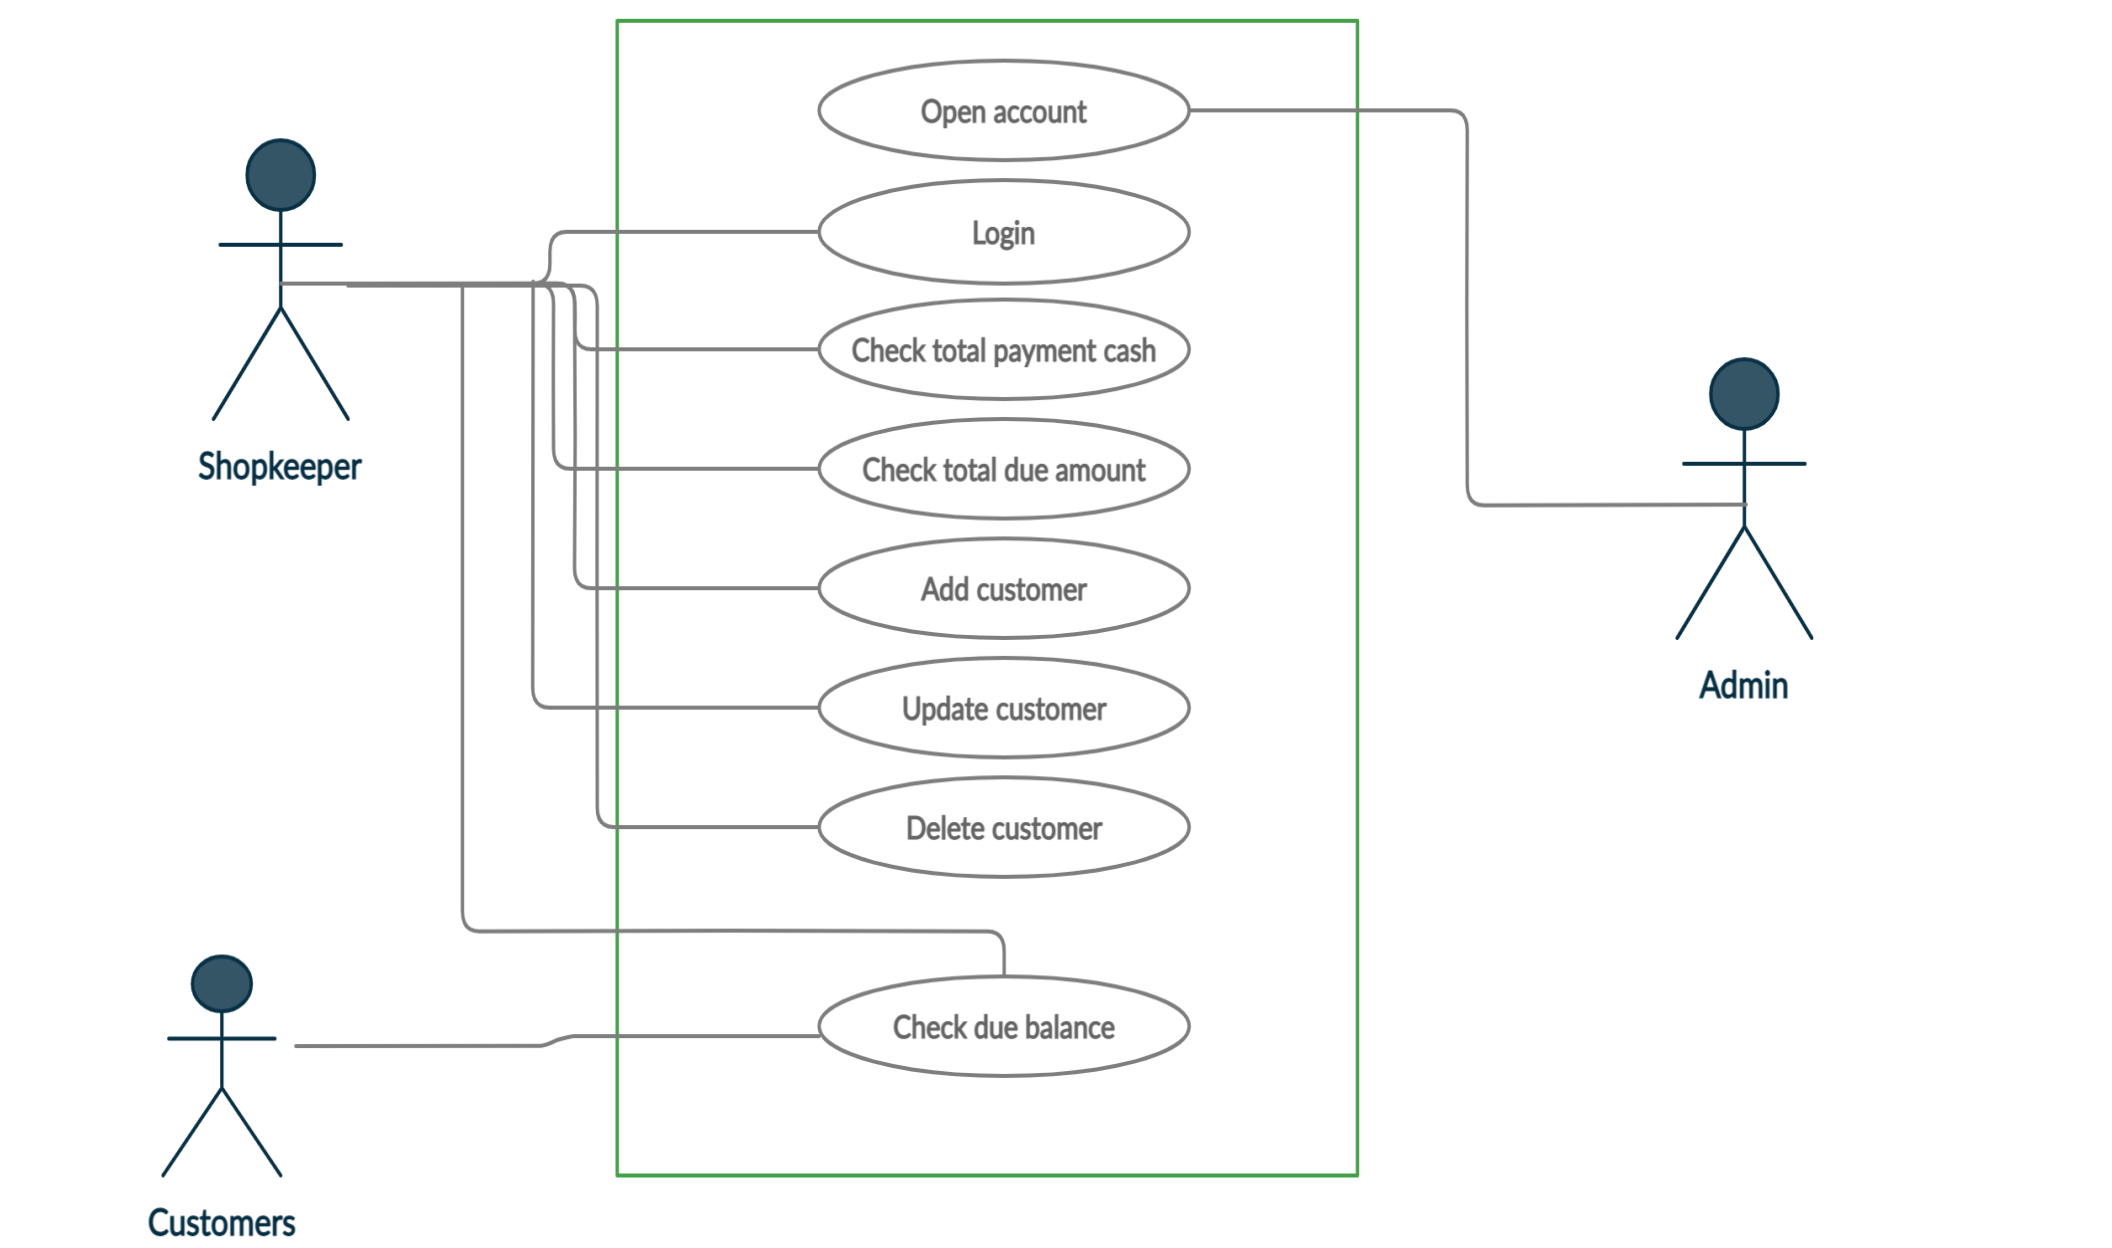 Open account
Login
Check total payment cash
Shopkeeper
Check total due amount
Add customer
Admin
Update customer
Delete customer
Check due balance
Customers